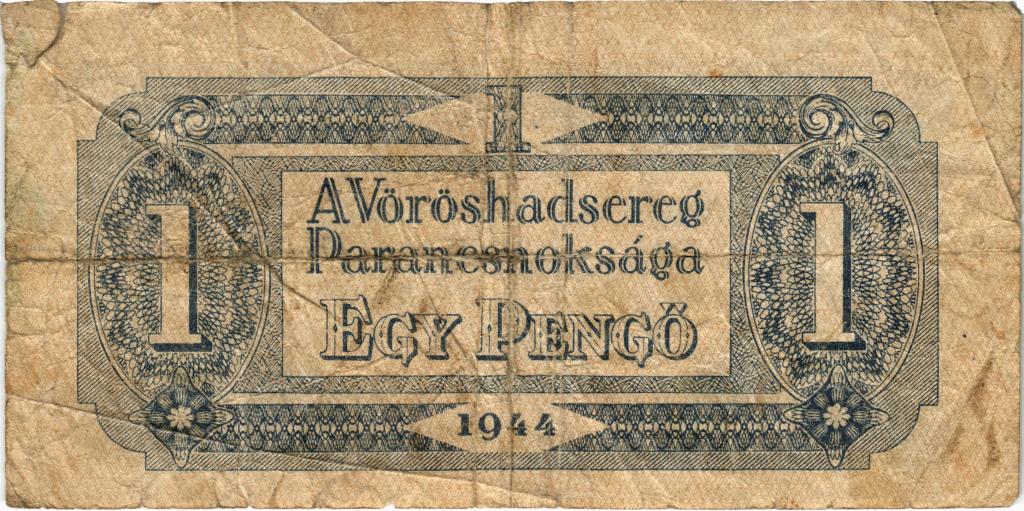 1
A Vöröshadsereg
Parancsnoksága
1 1
EGY PENGŐ
1944